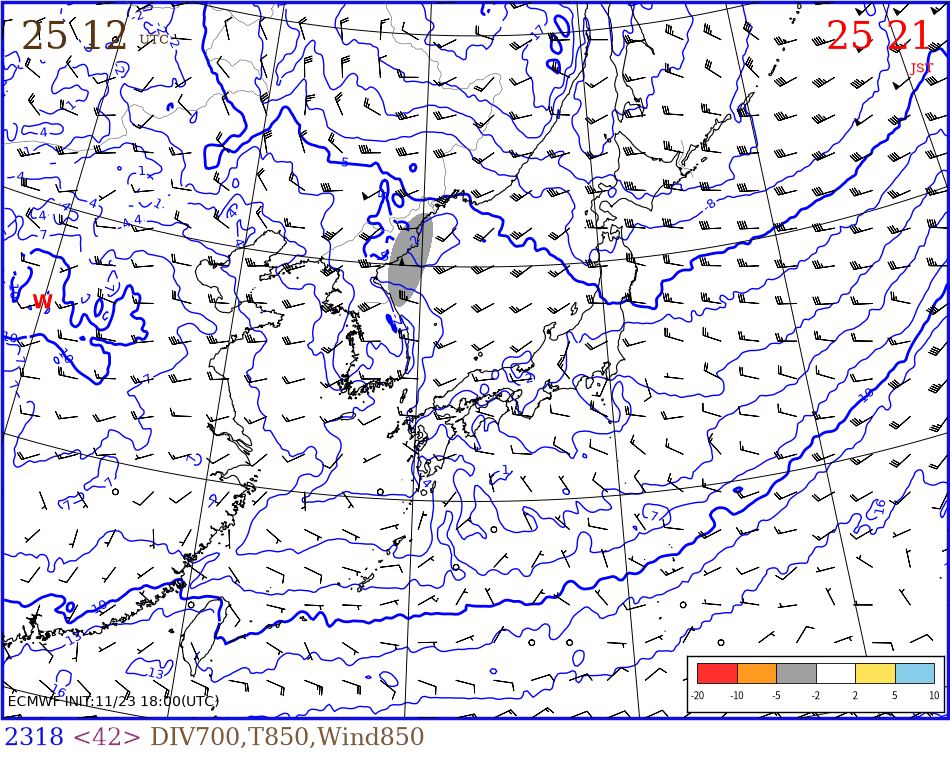 25 12 UTC
25 21
JST
W
ECMWF INIT:11/23 18:00(UTC)
-20 -10 -5 -2 2 5 10
2318 <42> DIV700,T850,Wind850